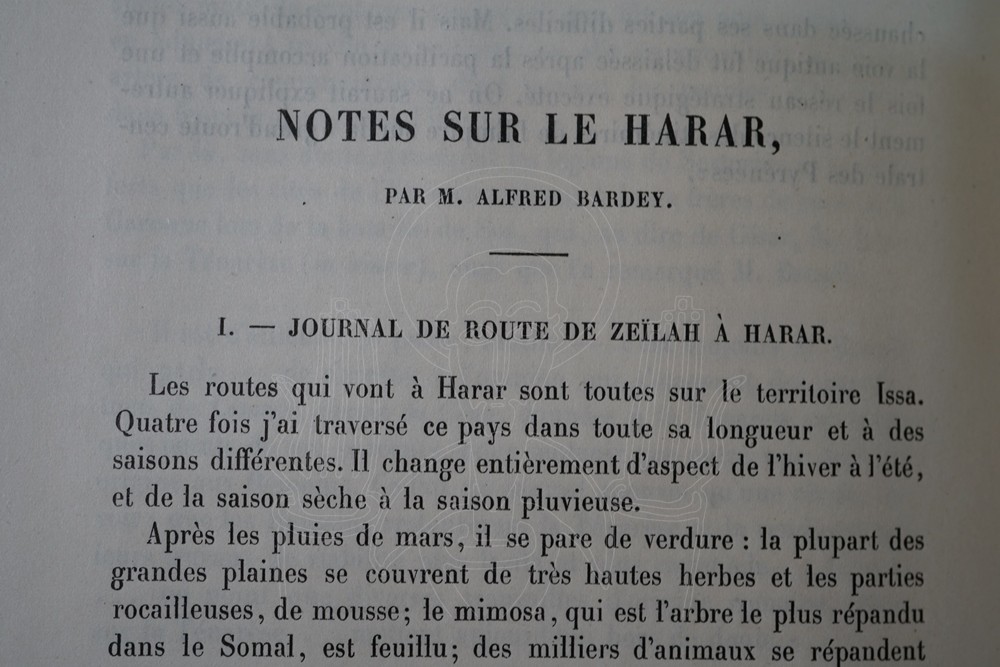 NOTES SUR LE HARAR,
PAR M. ALFRED BARDEY.
I. — JOURNAL DE ROUTE DE ZEÏLAH À HARAR.
Les routes qui vont à Harar sont toutes sur le territoire Issa.
Quatre fois j'ai traversé ce pays dans toute sa longueur et à des
saisons différentes. Il change entièrement d'aspect de l'hiver à l'été,
et de la saison sèche à la saison pluvieuse.
Après les pluies de mars, il se pare de verdure : la plupart des
grandes plaines se couvrent de très hautes herbes et les parties
rocailleuses, de mousse; le mimosa, qui est l'arbre le plus répandu
dans le Somal, est feuillu; des milliers d'animaux se répandent